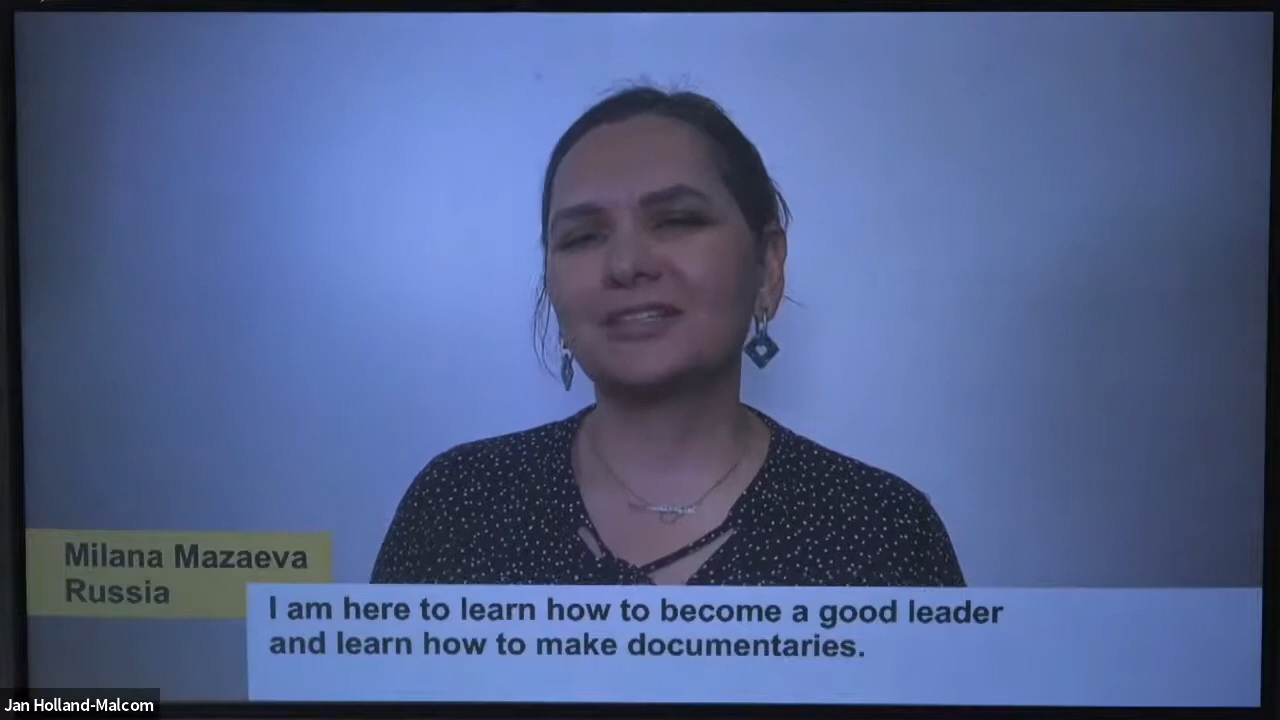 Milana Mazaeva
Russia
I am here to learn how to become a good leader
and learn how to make documentaries.
Jan Holland-Malcom